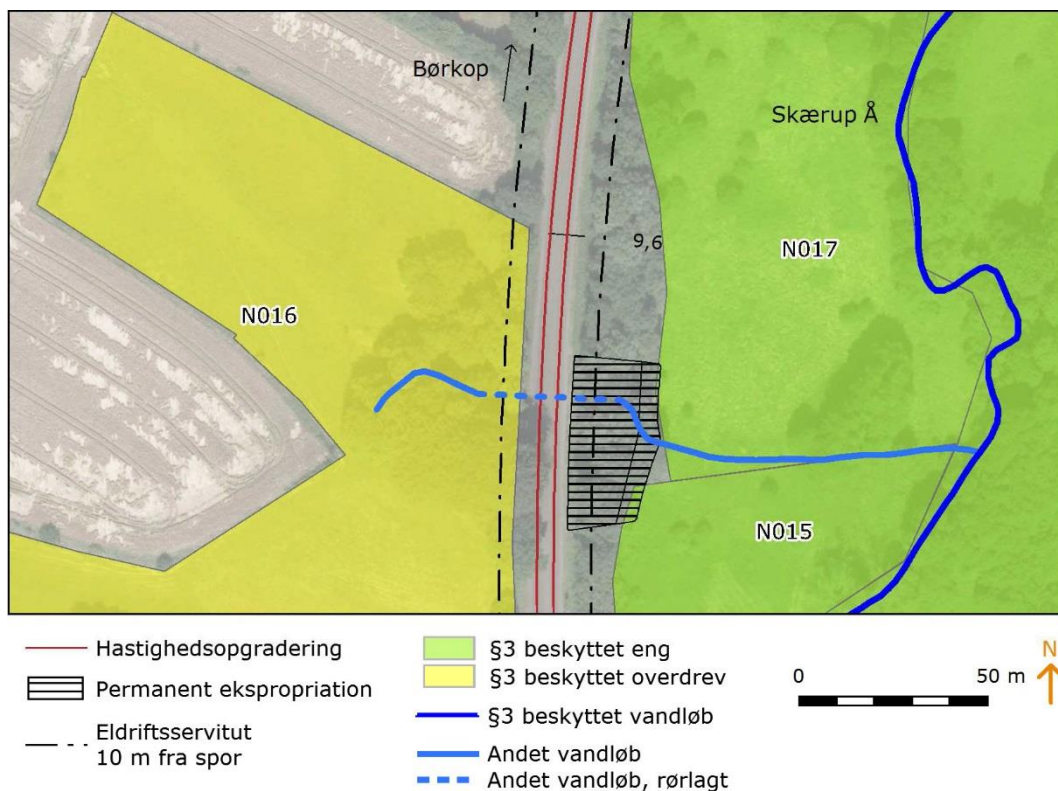 Børkop
Skærup Å
9,6
N017
N016
N015
Hastighedsopgradering
Permanent ekspropriation
Eldriftsservitut
10 m fra spor
§3 beskyttet eng
§3 beskyttet overdrev
§3 beskyttet vandløb
Andet vandløb
Andet vandløb, rørlagt
0 50 m
N